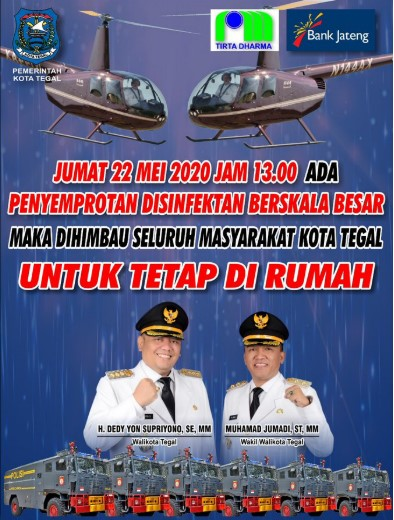 PEMERINTAH
KOTA TEGAL
TIRTA DHARMA
Bank Jateng
N144AX
JUMAT 22 MEI 2020 JAM 13.00 ADA
PENYEMPROTAN DISINFEKTAN BERSKALA BESAR
MAKA DIHIMBAU SELURUH MASYARAKAT KOTA TEGAL
UNTUK TETAP DI RUMAH
H. DEDY YON SUPRIYONO, SE, MM
Walikota Tegal
MUHAMAD JUMADI, ST, MM
Wakil Walikota Tegal